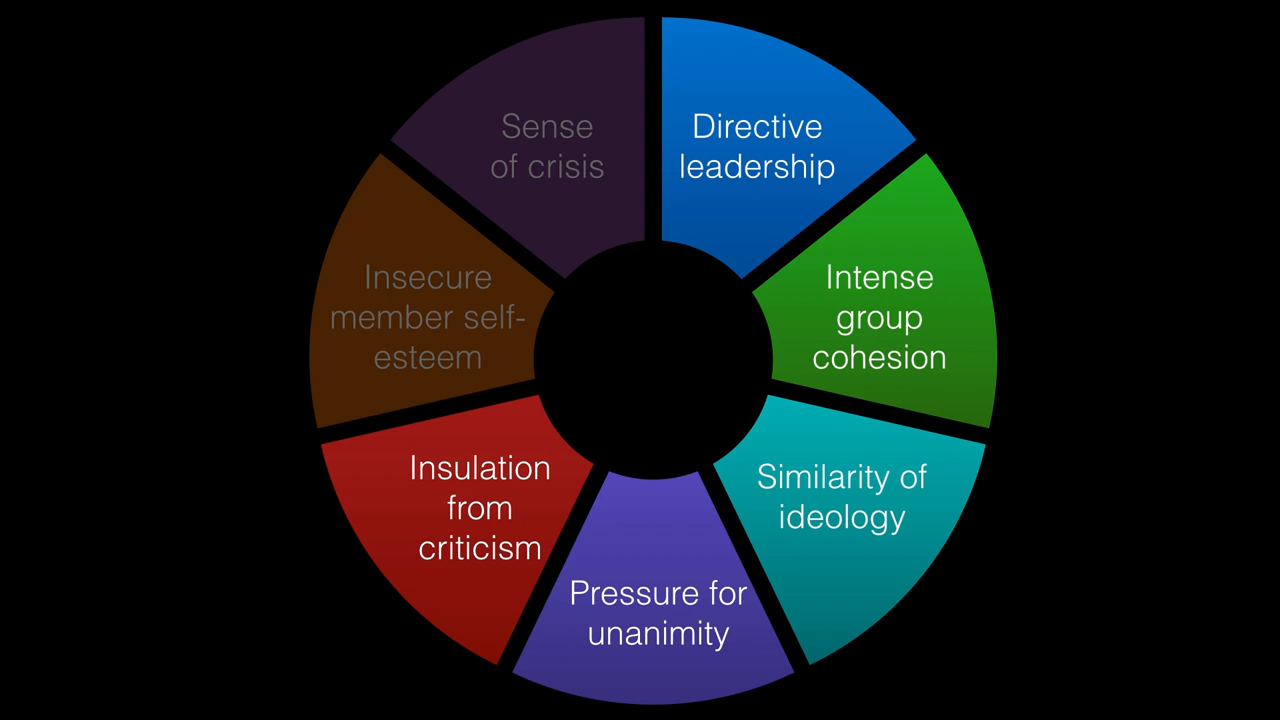 Directive
leadership
Intense
group
cohesion
Similarity of
ideology
Pressure for
unanimity
Insulation
from
criticism
Insecure
member self-
esteem
Sense
of crisis